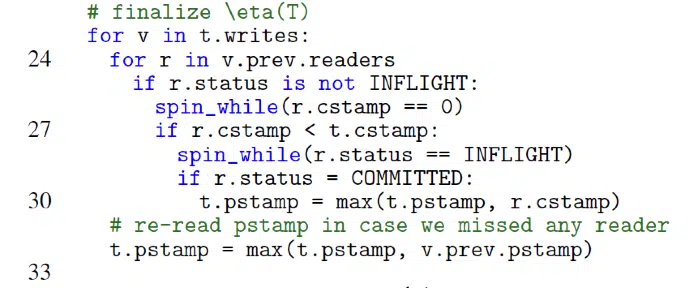 # finalize \eta(T)
for v in t.writes:
24 for r in v.prev.readers
if r.status is not INFLIGHT:
spin_while(r.cstamp == 0)
27 if r.cstamp < t.cstamp:
spin_while(r.status == INFLIGHT)
if r.status = COMMITTED:
30 t.pstamp = max(t.pstamp, r.cstamp)
# re-read pstamp in case we missed any reader
t.pstamp = max(t.pstamp, v.prev.pstamp)
33